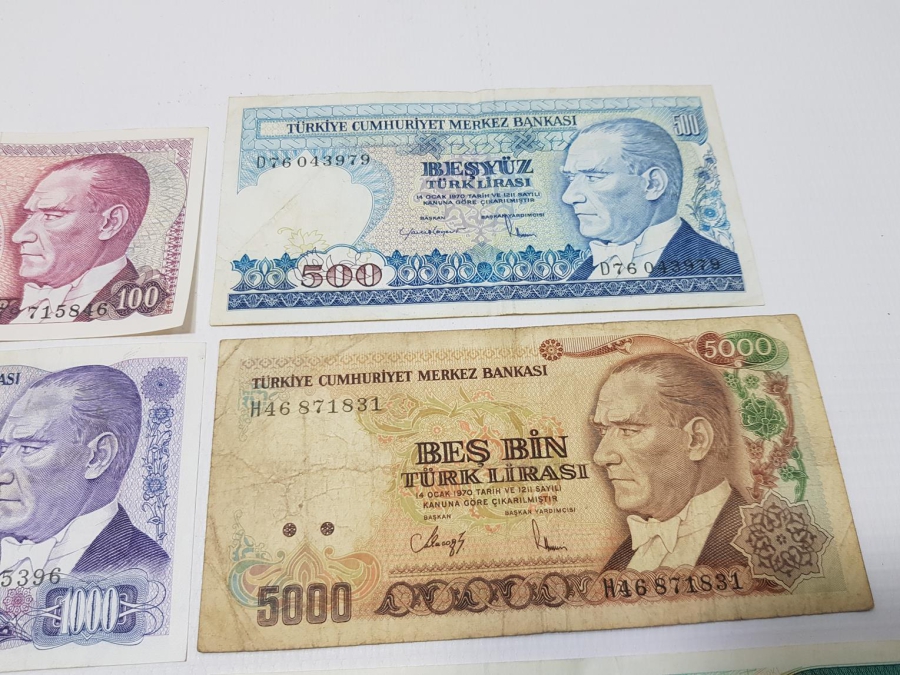 TÜRKİYE CUMHURİYET MERKEZ BANKASI
500
D76 043979
BEŞYÜZ
TÜRK LİRASI
14 OCAK 1970 TARİH VE 1211 SAYILI
KANUNA GÖRE ÇIKARILMIŞTIR
BAŞKAN BAŞKAN YARDIMCISI
500
D76 043979
715846 100
TÜRKİYE CUMHURİYET MERKEZ BANKASI
5000
H46 871831
BEŞ BİN
TÜRK LİRASI
14 OCAK 1970 TARİH VE 1211 SAYILI
KANUNA GÖRE ÇIKARILMIŞTIR
BAŞKAN BAŞKAN YARDIMCISI
5000
H46 871831
ASI
5396
1000